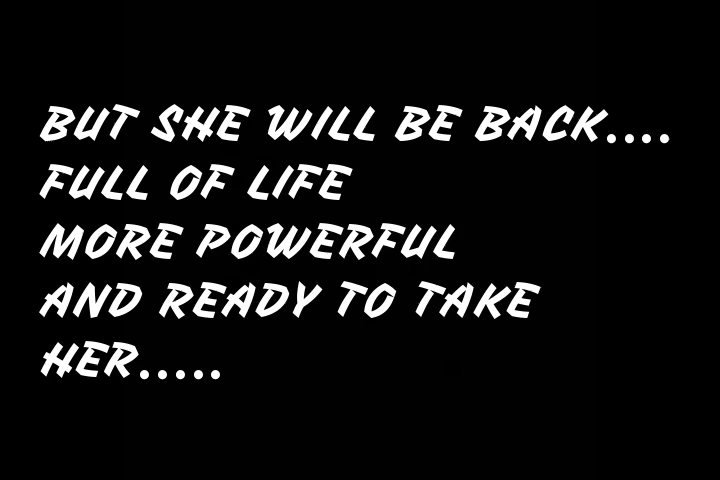 BUT SHE WILL BE BACK....
FULL OF LIFE
MORE POWERFUL
AND READY TO TAKE
HER.....